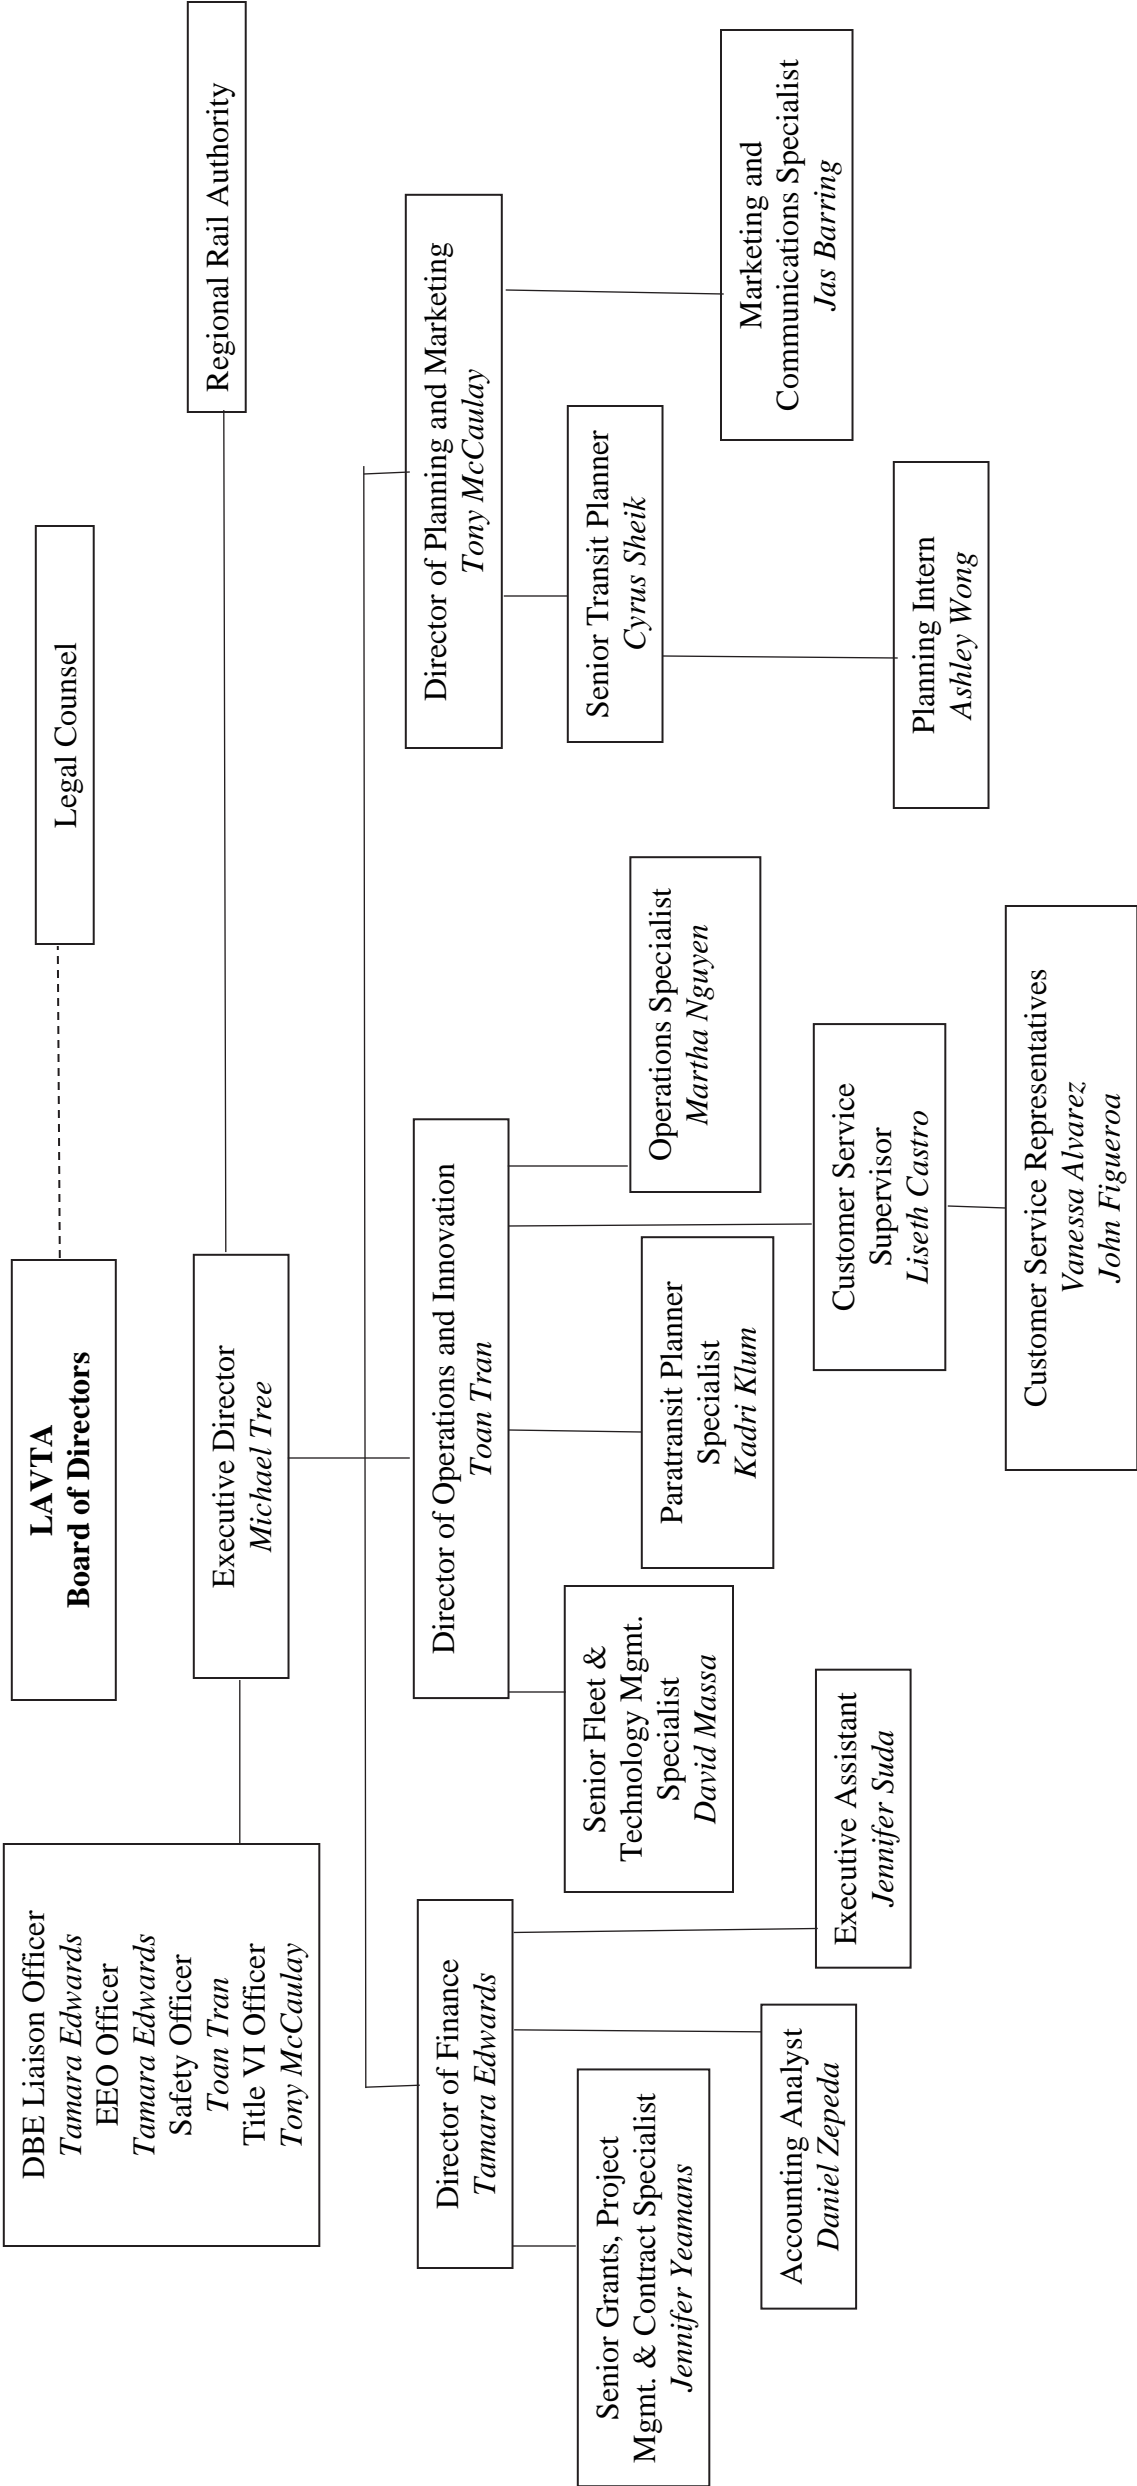 LAVTA
Board of Directors
Legal Counsel
DBE Liaison Officer
Tamara Edwards
EEO Officer
Tamara Edwards
Safety Officer
Toan Tran
Title VI Officer
Tony McCaulay
Executive Director
Michael Tree
Regional Rail Authority
Director of Finance
Tamara Edwards
Director of Operations and Innovation
Toan Tran
Director of Planning and Marketing
Tony McCaulay
Senior Grants, Project
Mgmt. & Contract Specialist
Jennifer Yeamans
Accounting Analyst
Daniel Zepeda
Executive Assistant
Jennifer Suda
Senior Fleet &
Technology Mgmt.
Specialist
David Massa
Paratransit Planner
Specialist
Kadri Klum
Operations Specialist
Martha Nguyen
Customer Service
Supervisor
Liseth Castro
Customer Service Representatives
Vanessa Alvarez
John Figueroa
Senior Transit Planner
Cyrus Sheik
Planning Intern
Ashley Wong
Marketing and
Communications Specialist
Jas Barring